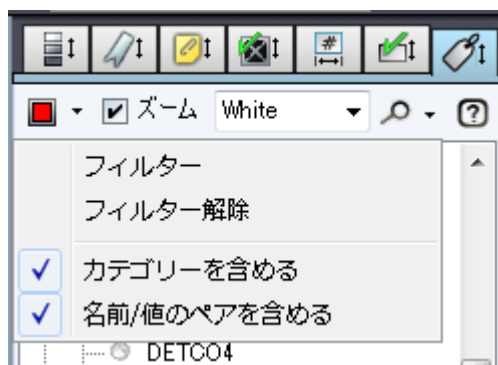 #
ズーム White
?
フィルター
フィルター解除
カテゴリーを含める
名前/値のペアを含める
DETCO4